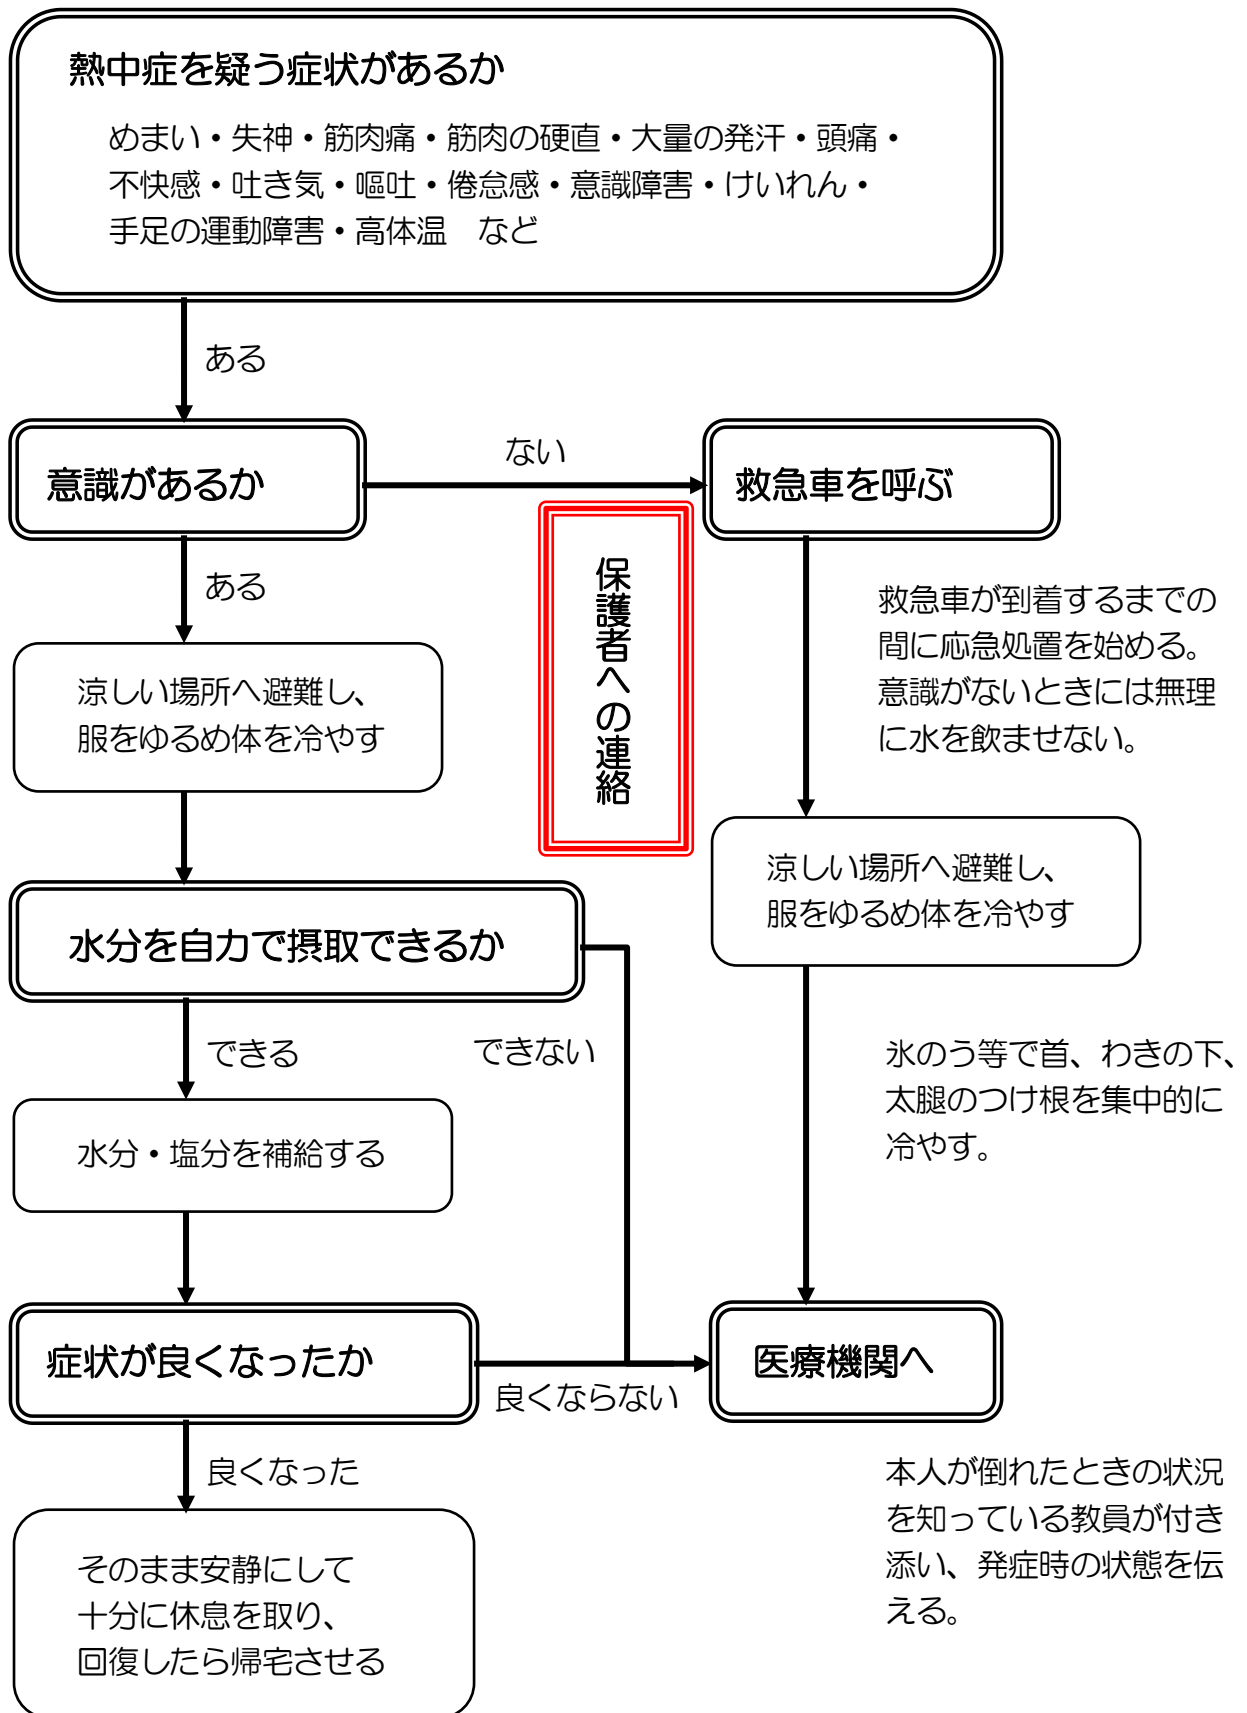 熱中症を疑う症状があるか
めまい・失神・筋肉痛・筋肉の硬直・大量の発汗・頭痛・
不快感・吐き気・嘔吐・倦怠感・意識障害・けいれん・
手足の運動障害・高体温　など
ある
意識があるか
ない
救急車を呼ぶ
ある
保護者への連絡
救急車が到着するまでの
間に応急処置を始める。
意識がないときには無理
に水を飲ませない。
涼しい場所へ避難し、
服をゆるめ体を冷やす
涼しい場所へ避難し、
服をゆるめ体を冷やす
水分を自力で摂取できるか
できる
できない
氷のう等で首、わきの下、
太腿のつけ根を集中的に
冷やす。
水分・塩分を補給する
症状が良くなったか
良くならない
医療機関へ
良くなった
本人が倒れたときの状況
を知っている教員が付き
添い、発症時の状態を伝
える。
そのまま安静にして
十分に休息を取り、
回復したら帰宅させる